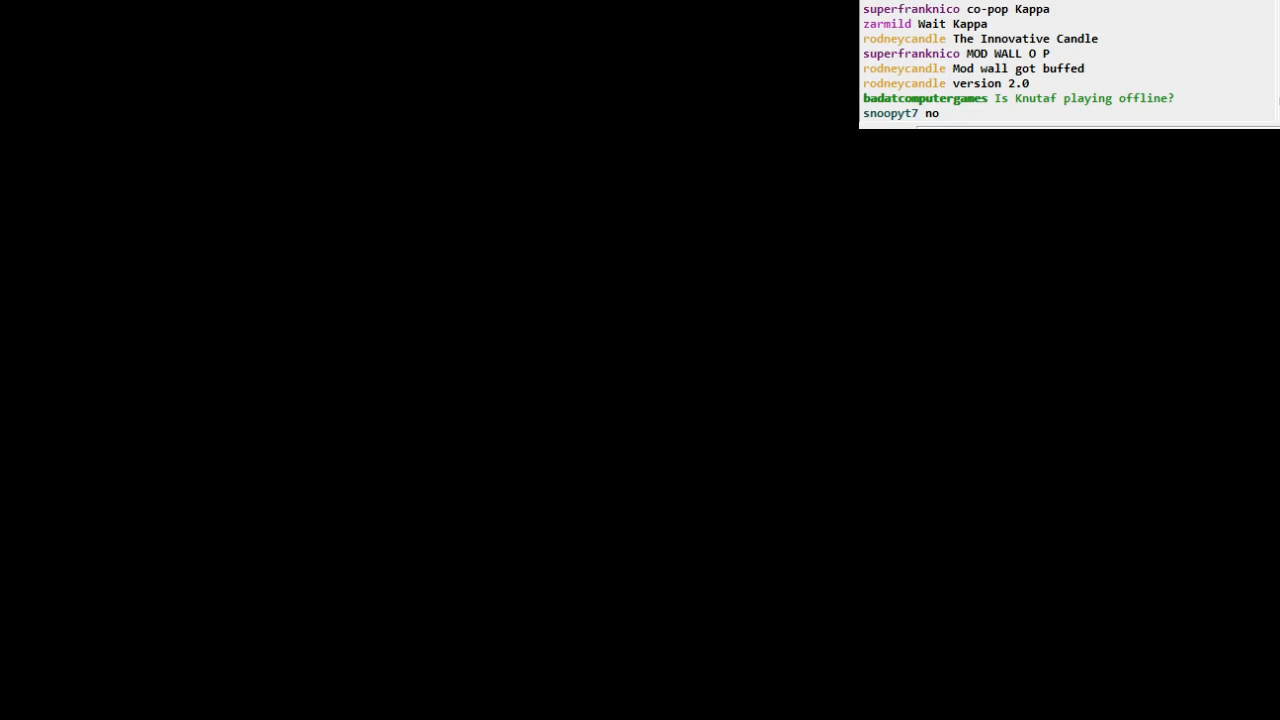 superfranknico co-pop Kappa
zarmild Wait Kappa
rodneycandle The Innovative Candle
superfranknico MOD WALL O P
rodneycandle Mod wall got buffed
rodneycandle version 2.0
badatcomputergames Is Knutaf playing offline?
snoopyt7 no